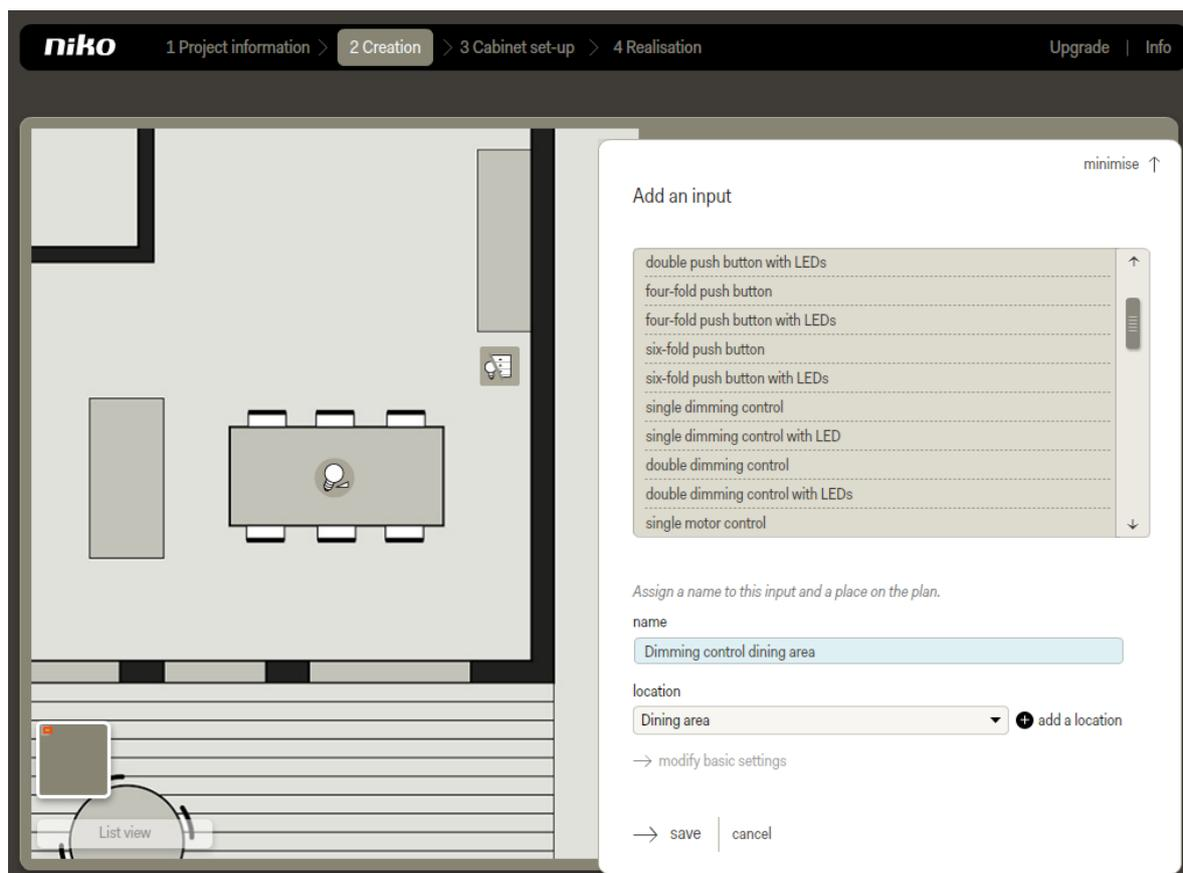 niko 1 Project information 2 Creation 3 Cabinet set-up 4 Realisation Upgrade | Info
minimise
Add an input
double push button with LEDs
four-fold push button
four-fold push button with LEDs
six-fold push button
six-fold push button with LEDs
single dimming control
single dimming control with LED
double dimming control
double dimming control with LEDs
single motor control
Assign a name to this input and a place on the plan.
name
Dimming control dining area
location
Dining area add a location
modify basic settings
save cancel
List view